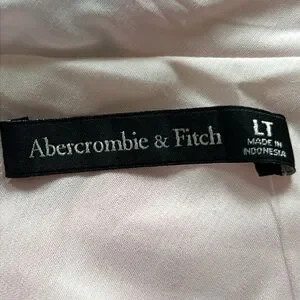 Abercrombie & Fitch
LT
MADE IN
INDONESIA